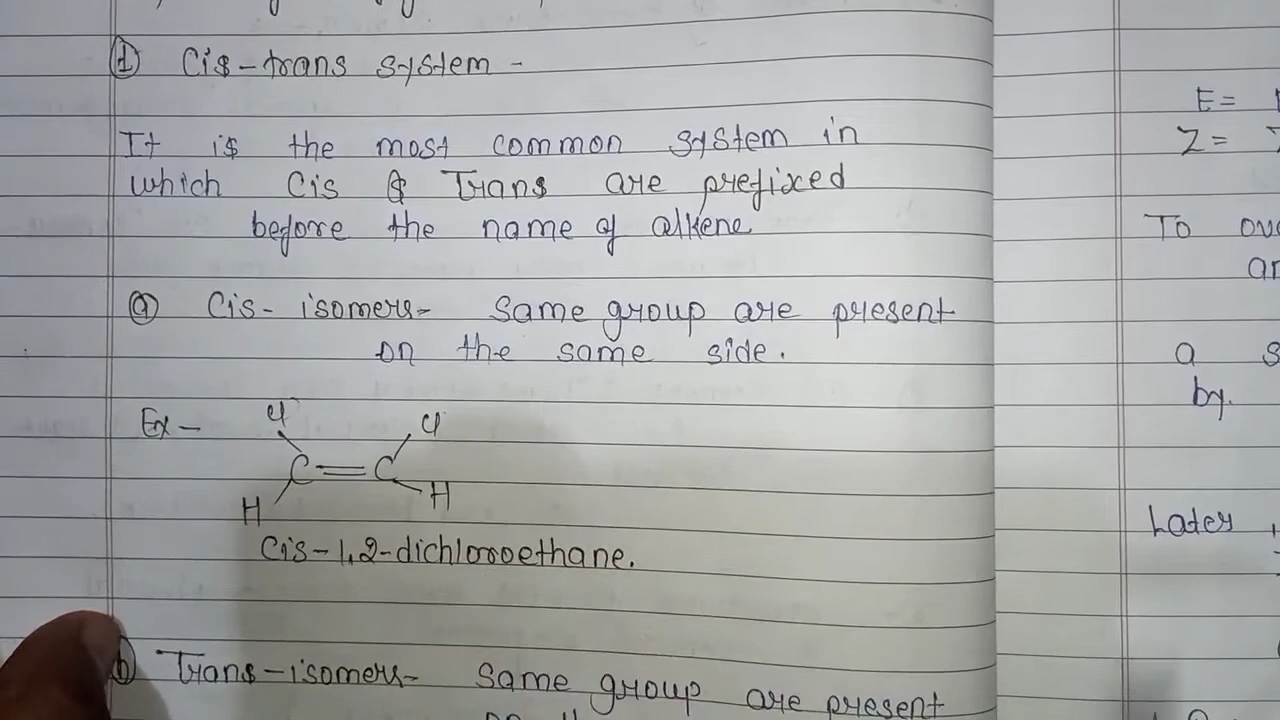 ① Cis-trans system -
It is the most common system in
which Cis & Trans are prefixed
before the name of alkene
ⓐ Cis- isomers- Same group are present
on the same side.
Ex - Cl Cl
C=C
H H
Cis-1,2-dichloroethane.
ⓑ Trans-isomers- Same group are present
E=
Z=
To
a
by.
Later